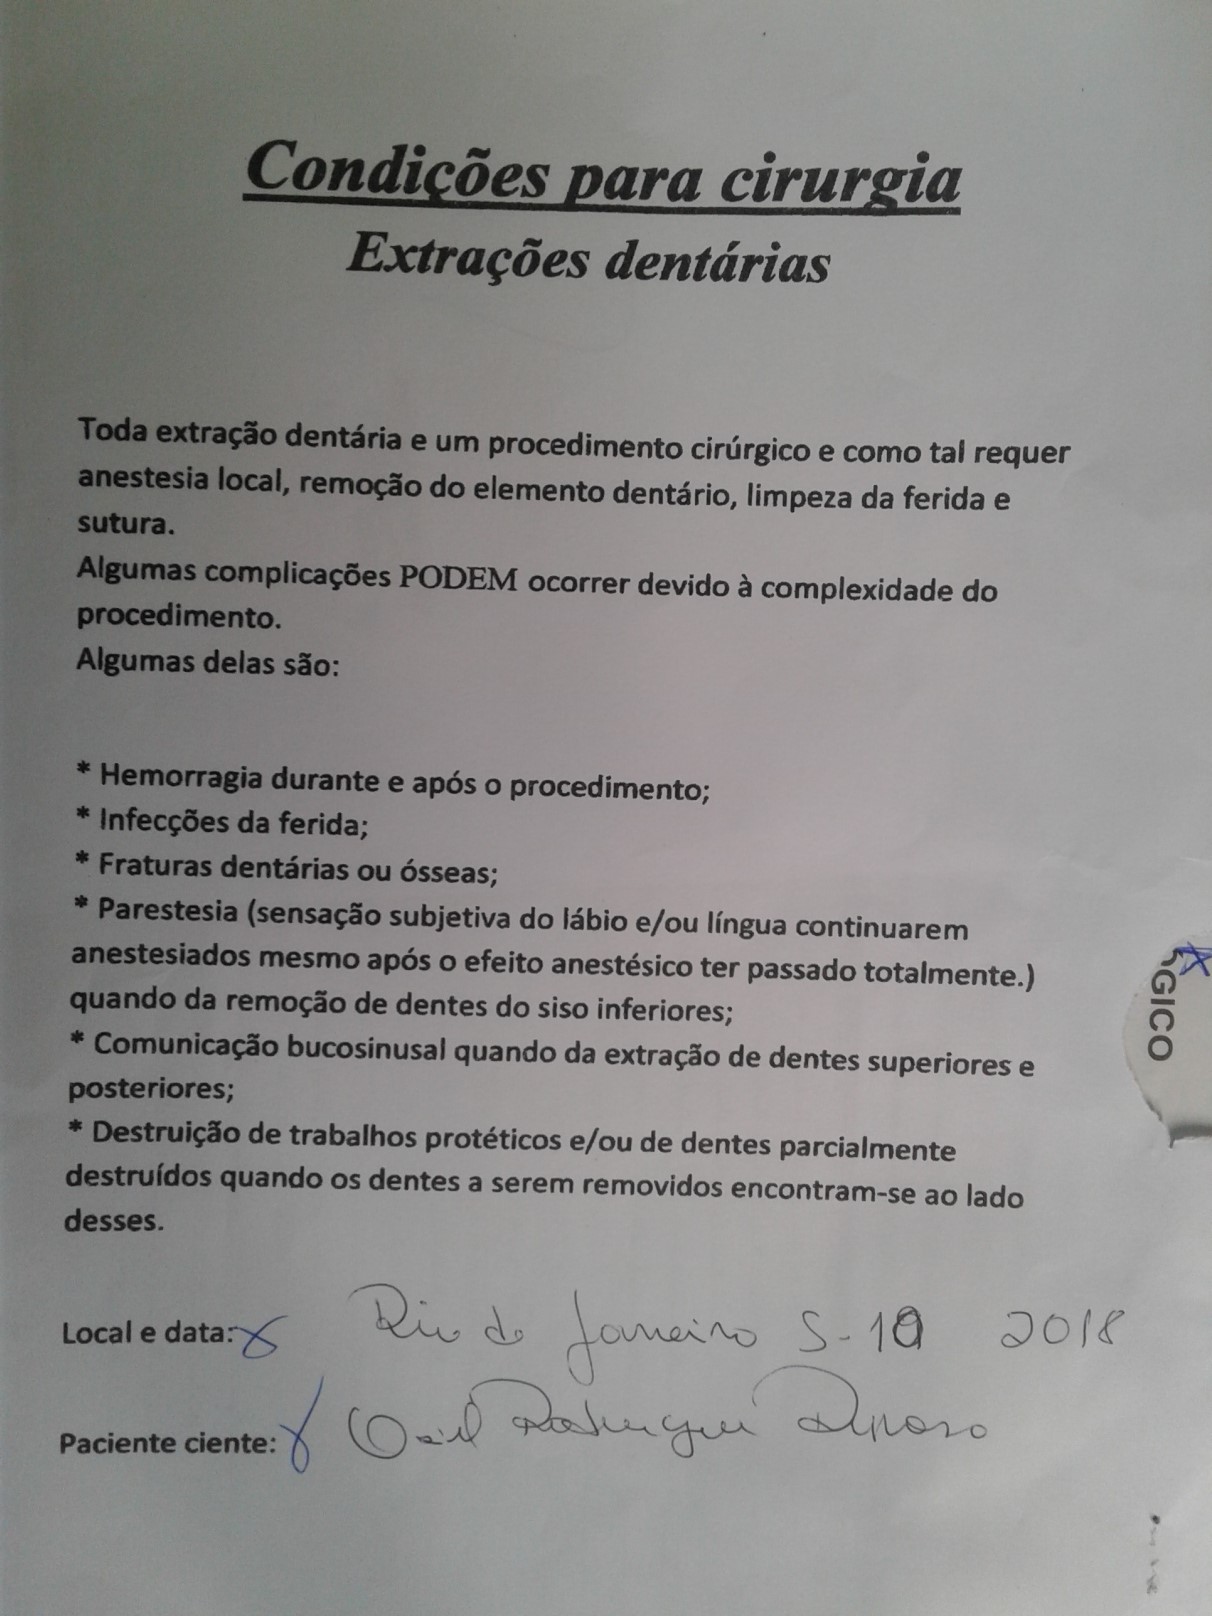 Condições para cirurgia
Extrações dentárias
Toda extração dentária e um procedimento cirúrgico e como tal requer
anestesia local, remoção do elemento dentário, limpeza da ferida e
sutura.
Algumas complicações PODEM ocorrer devido à complexidade do
procedimento.
Algumas delas são:
* Hemorragia durante e após o procedimento;
* Infecções da ferida;
* Fraturas dentárias ou ósseas;
* Parestesia (sensação subjetiva do lábio e/ou língua continuarem
anestesiados mesmo após o efeito anestésico ter passado totalmente.)
quando da remoção de dentes do siso inferiores;
* Comunicação bucosinusal quando da extração de dentes superiores e
posteriores;
* Destruição de trabalhos protéticos e/ou de dentes parcialmente
destruídos quando os dentes a serem removidos encontram-se ao lado
desses.
GICO
Local e data: Rio do Janeiro 5-10 2018
Paciente ciente: